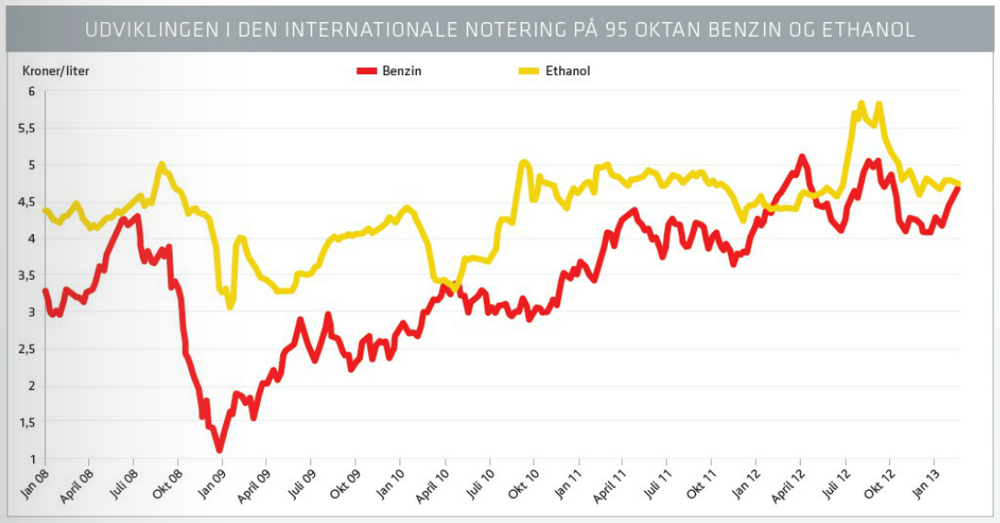 UDVIKLINGEN I DEN INTERNATIONALE NOTERING PÅ 95 OKTAN BENZIN OG ETHANOL
Kroner/liter
Benzin
Ethanol
6
5,5
5
4,5
4
3,5
3
2,5
2
1,5
1
Jan 08
April 08
Juli 08
Okt 08
Jan 09
April 09
Juli 09
Okt 09
Jan 10
April 10
Juli 10
Okt 10
Jan 11
April 11
Juli 11
Okt 11
Jan 12
April 12
Juli 12
Okt 12
Jan 13